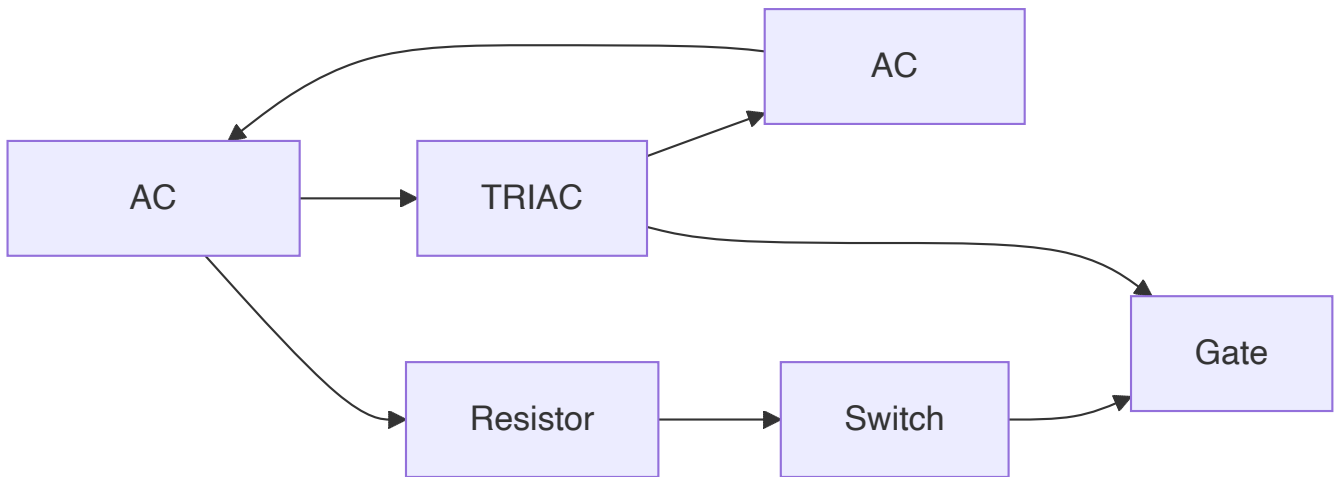 AC
AC
TRIAC
Gate
Resistor
Switch